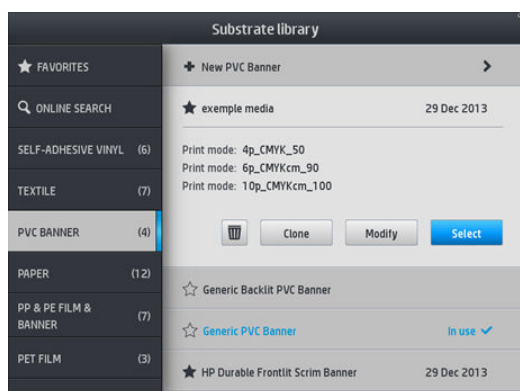 Substrate library
FAVORITES
ONLINE SEARCH
SELF-ADHESIVE VINYL (6)
TEXTILE (7)
PVC BANNER (4)
PAPER (12)
PP & PE FILM &
BANNER (7)
PET FILM (3)
New PVC Banner
exemple media 29 Dec 2013
Print mode: 4p_CMYK_50
Print mode: 6p_CMYKcm_90
Print mode: 10p_CMYKcm_100
Clone Modify Select
Generic Backlit PVC Banner
Generic PVC Banner In use
HP Durable Frontlit Scrim Banner 29 Dec 2013